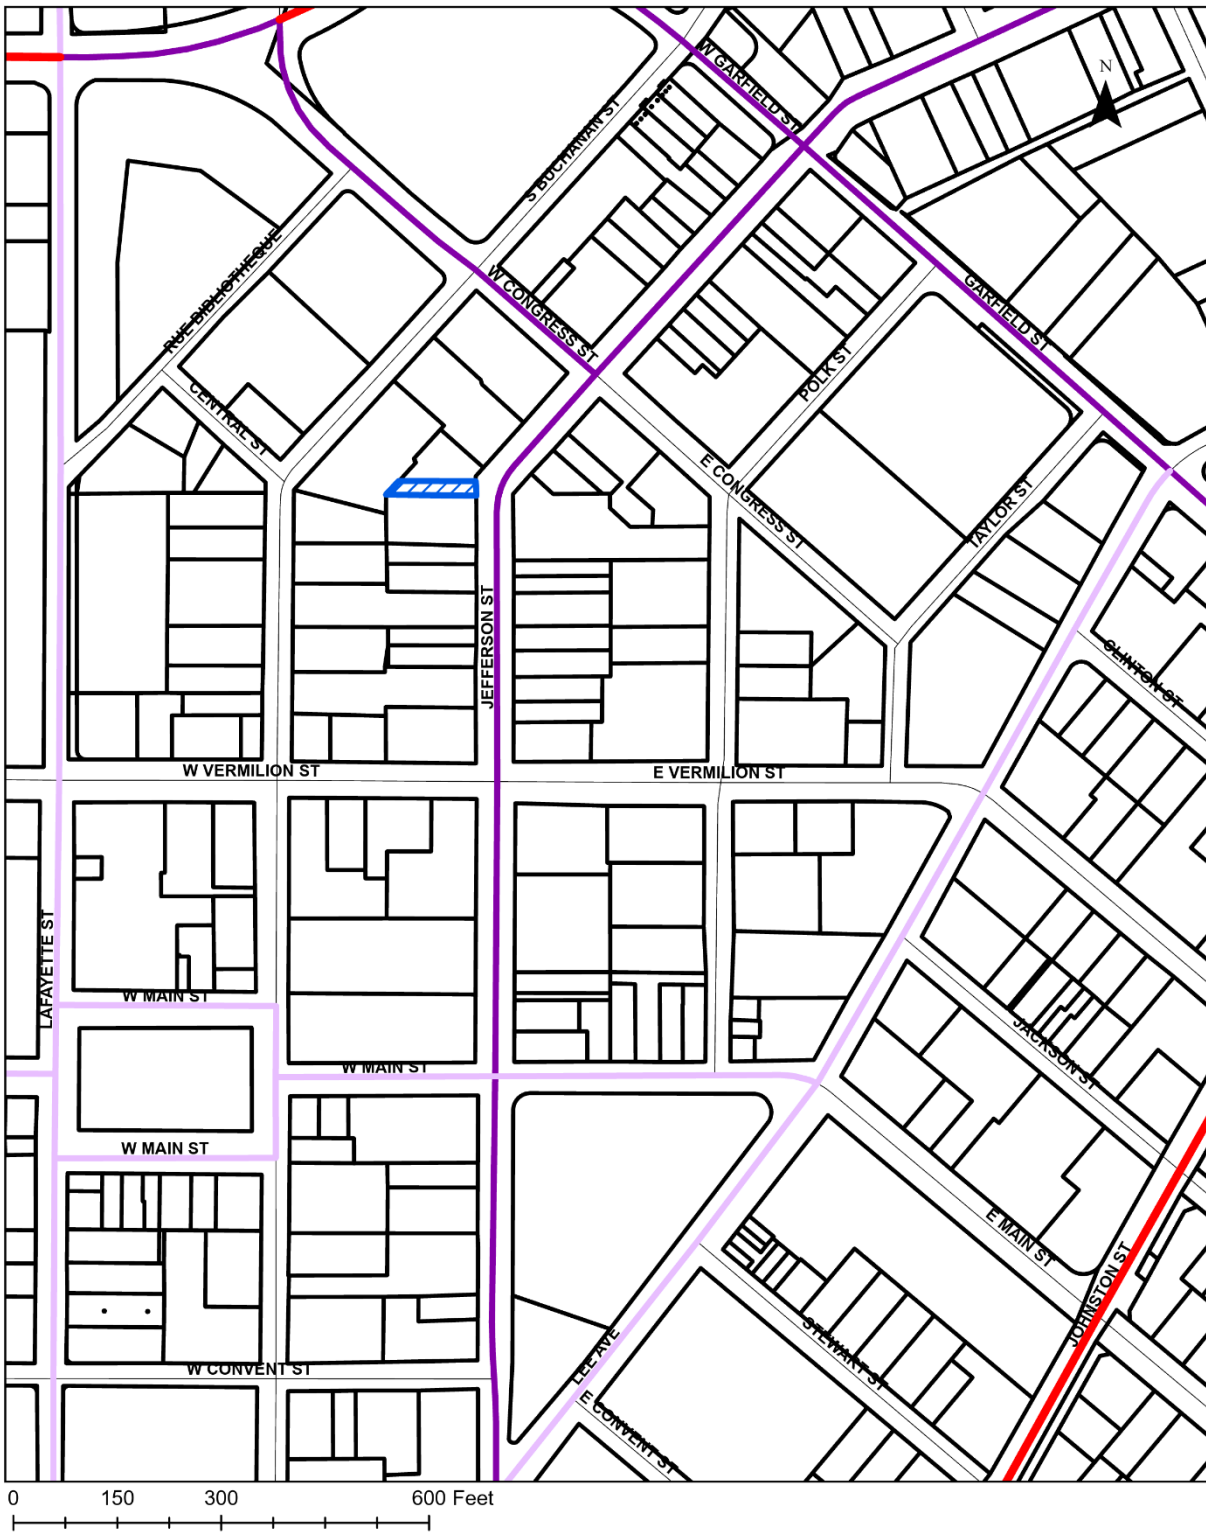 W GARFIELD ST
N
S BUCHANAN ST
RUE BIBLIOTHEQUE
W CONGRESS ST
GARFIELD ST
POLK ST
CENTRAL ST
E CONGRESS ST
TAYLOR ST
JEFFERSON ST
CLINTON ST
W VERMILION ST
E VERMILION ST
LAFAYETTE ST
W MAIN ST
JACKSON ST
W MAIN ST
W MAIN ST
E MAIN ST
JOHNSTON ST
STEWART ST
LEE AVE
W CONVENT ST
E CONVENT ST
0 150 300 600 Feet